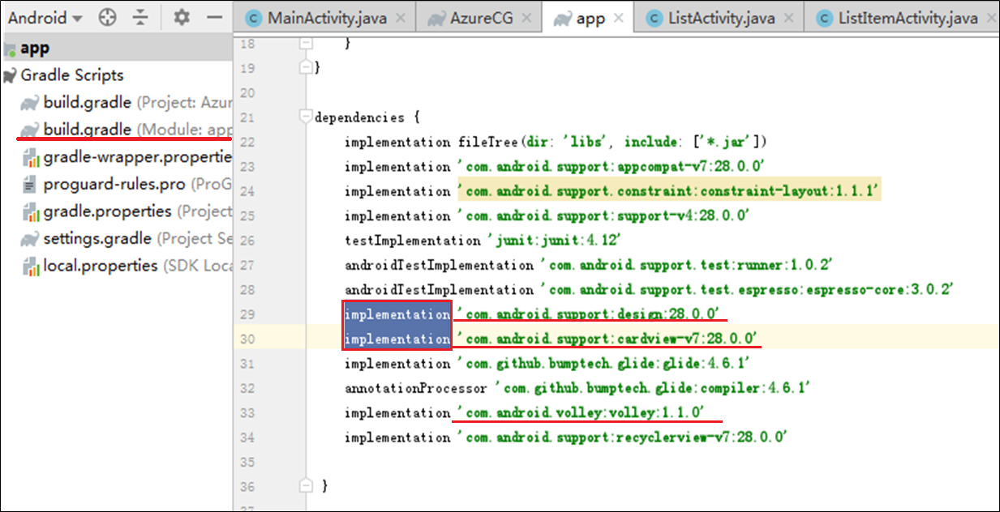 Android
MainActivity.java
AzureCG
app
ListActivity.java
ListItemActivity.java
app
Gradle Scripts
build.gradle (Project: Azur
build.gradle (Module: app
gradle-wrapper.propertie
proguard-rules.pro (ProG
gradle.properties (Project
settings.gradle (Project Se
local.properties (SDK Loca
18 }
19 }
20
21 dependencies {
22 implementation fileTree(dir: 'libs', include: ['*.jar'])
23 implementation 'com.android.support:appcompat-v7:28.0.0'
24 implementation 'com.android.support.constraint:constraint-layout:1.1.1'
25 implementation 'com.android.support:support-v4:28.0.0'
26 testImplementation 'junit:junit:4.12'
27 androidTestImplementation 'com.android.support.test:runner:1.0.2'
28 androidTestImplementation 'com.android.support.test.espresso:espresso-core:3.0.2'
29 implementation 'com.android.support:design:28.0.0'
30 implementation 'com.android.support:cardview-v7:28.0.0'
31 implementation 'com.github.bumptech.glide:glide:4.6.1'
32 annotationProcessor 'com.github.bumptech.glide:compiler:4.6.1'
33 implementation 'com.android.volley:volley:1.1.0'
34 implementation 'com.android.support:recyclerview-v7:28.0.0'
35
36 }
37